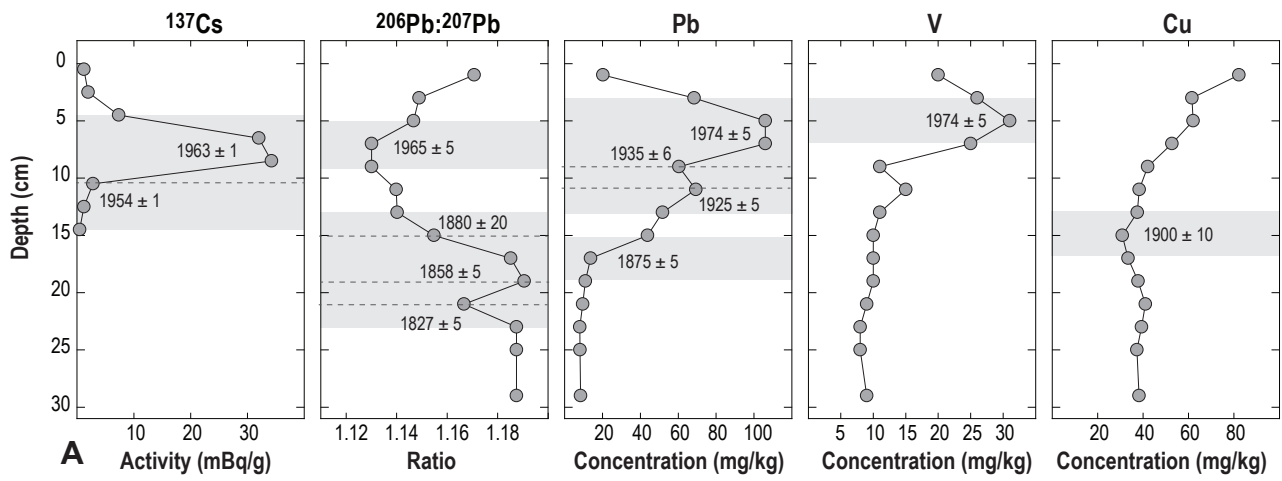 ¹³⁷Cs
²⁰⁶Pb:²⁰⁷Pb
Pb
V
Cu
Depth (cm)
0
5
10
15
20
25
30
1963 ± 1
1954 ± 1
10 20 30
Activity (mBq/g)
1965 ± 5
1880 ± 20
1858 ± 5
1827 ± 5
1.12 1.14 1.16 1.18
Ratio
1974 ± 5
1935 ± 6
1925 ± 5
1875 ± 5
20 40 60 80 100
Concentration (mg/kg)
1974 ± 5
5 10 15 20 25 30
Concentration (mg/kg)
1900 ± 10
20 40 60 80
Concentration (mg/kg)
A